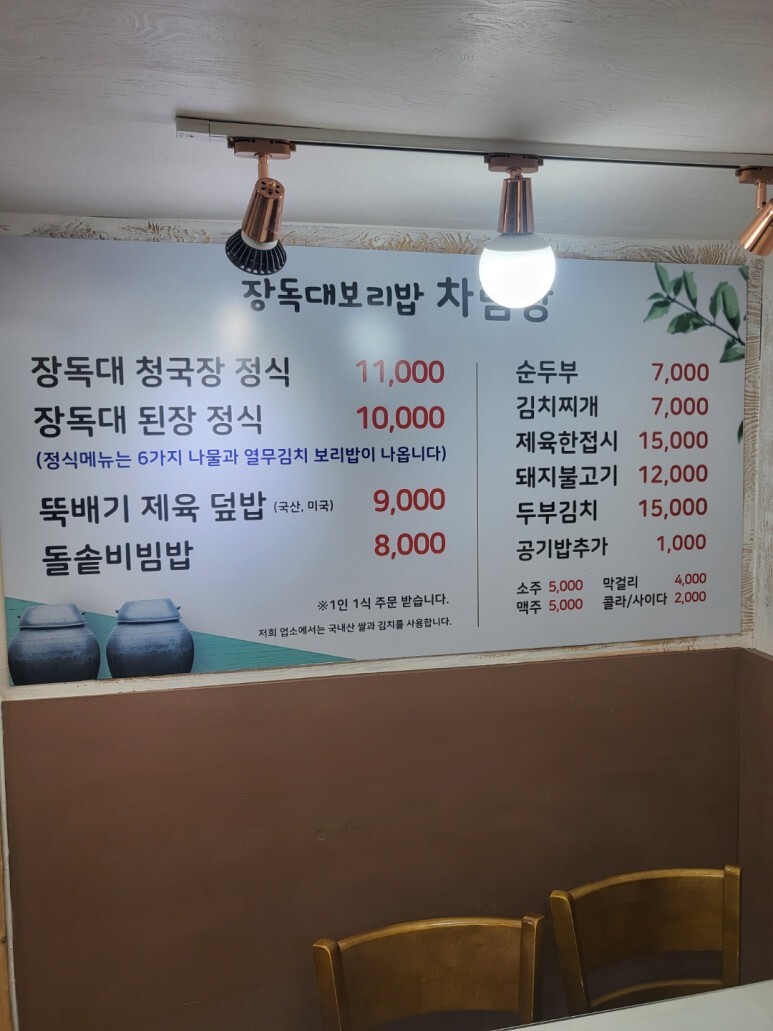 장독대보리밥 차림상
장독대 청국장 정식 11,000
장독대 된장 정식 10,000
(정식메뉴는 6가지 나물과 열무김치 보리밥이 나옵니다)
뚝배기 제육 덮밥 (국산, 미국) 9,000
돌솥비빔밥 8,000
※1인 1식 주문 받습니다.
저희 업소에서는 국내산 쌀과 김치를 사용합니다.
순두부 7,000
김치찌개 7,000
제육한접시 15,000
돼지불고기 12,000
두부김치 15,000
공기밥추가 1,000
소주 5,000 막걸리 4,000
맥주 5,000 콜라/사이다 2,000